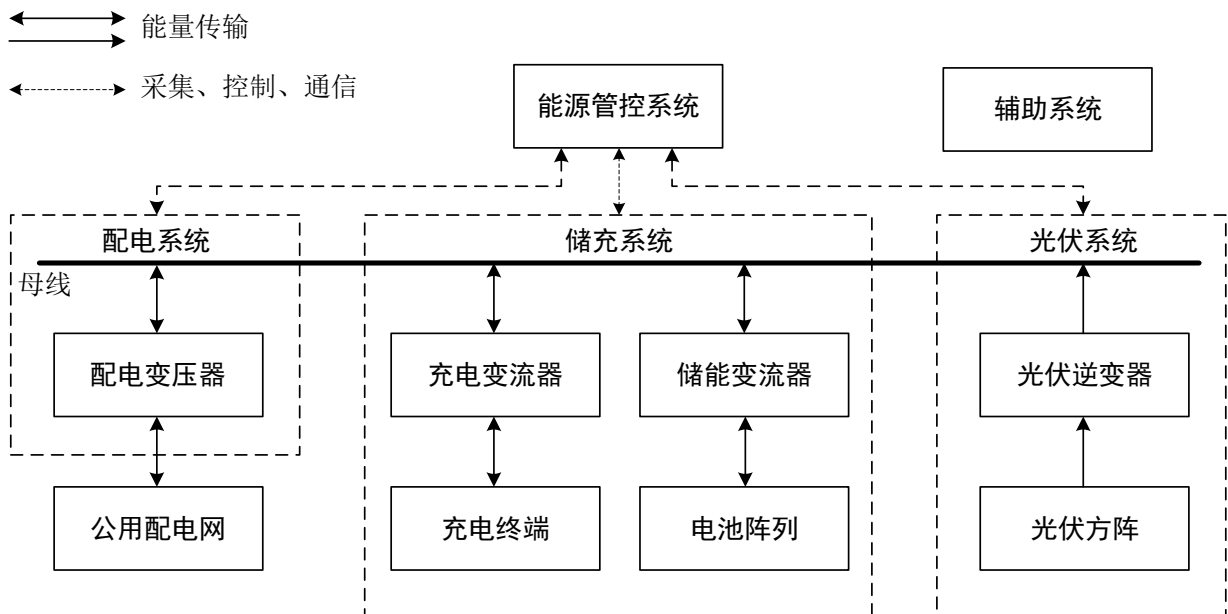 能量传输
采集、控制、通信
能源管控系统
辅助系统
配电系统
储充系统
光伏系统
母线
配电变压器
充电变流器
储能变流器
光伏逆变器
公用配电网
充电终端
电池阵列
光伏方阵